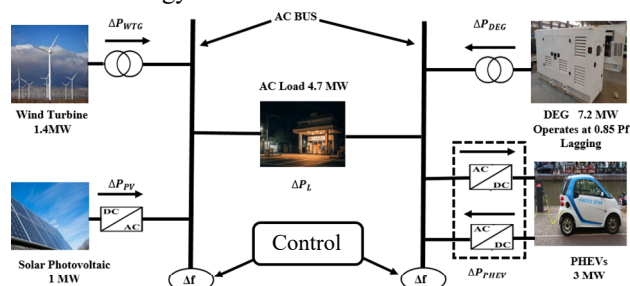 ΔP_WTG
AC BUS
ΔP_DEG
Wind Turbine
1.4MW
AC Load 4.7 MW
DEG 7.2 MW
Operates at 0.85 Pf
Lagging
ΔP_PV
ΔP_L
AC
DC
DC
AC
AC
DC
Control
Solar Photovoltaic
1 MW
Δf
Δf
ΔP_PHEV
PHEVs
3 MW